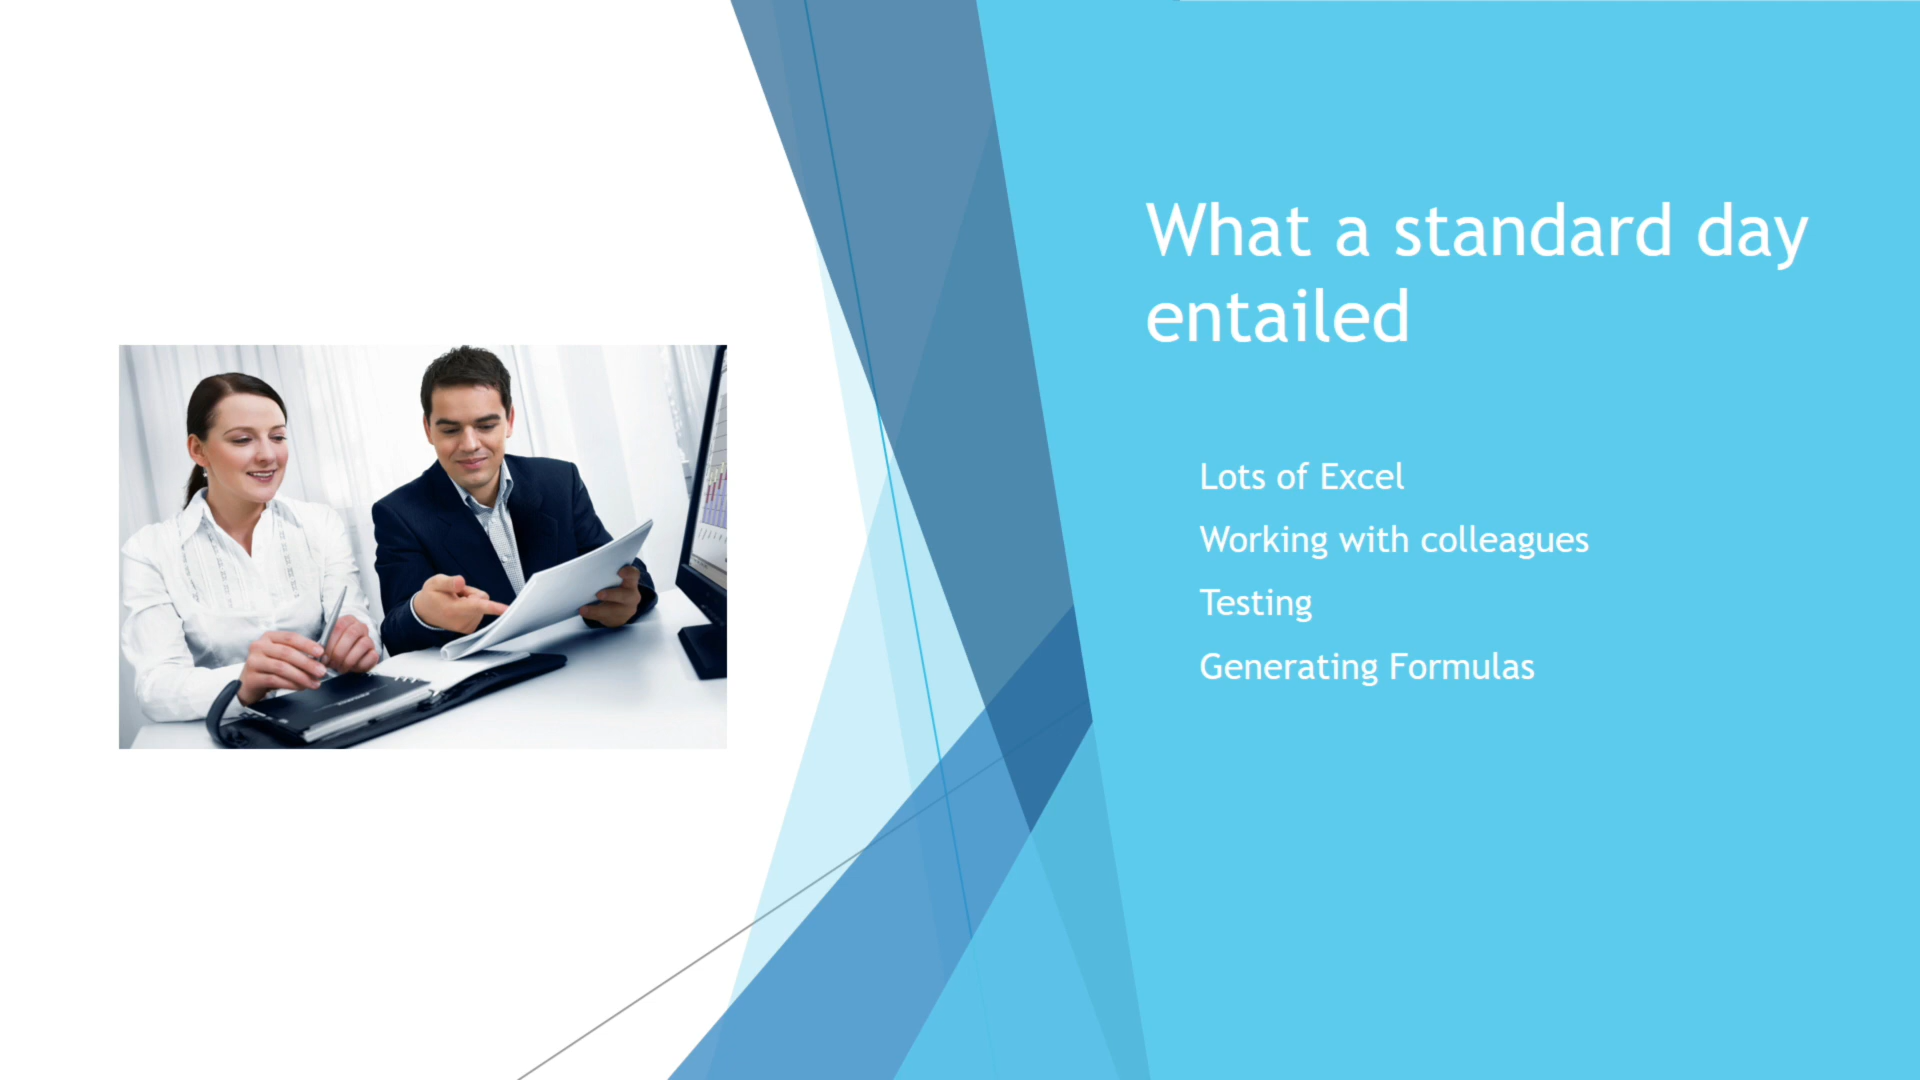 What a standard day
entailed
Lots of Excel
Working with colleagues
Testing
Generating Formulas